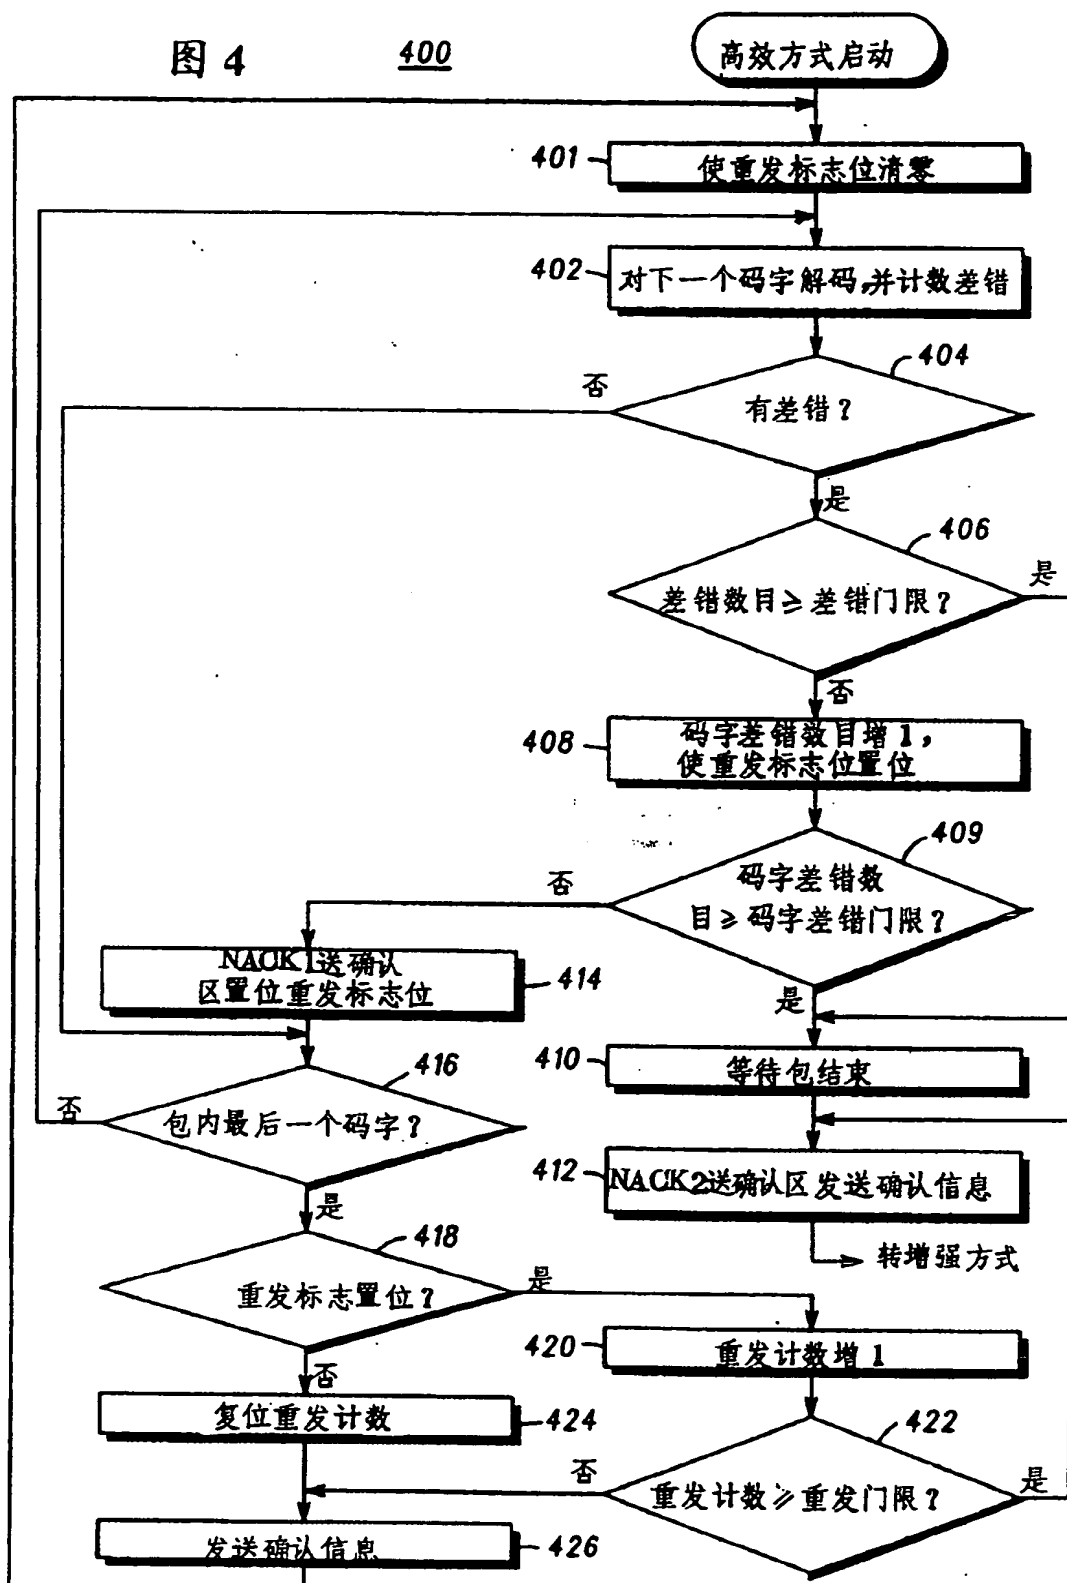 图 4
400
高效方式启动
401
使重发标志位清零
402
对下一个码字解码,并计数差错
404
否
有差错?
是
406
是
差错数目≥差错门限?
否
408
码字差错数目增1,
使重发标志位置位
409
否
码字差错数
目≥码字差错门限?
NACK1送确认
区置位重发标志位
414
是
410
等待包结束
416
否
包内最后一个码字?
412
NACK2送确认区发送确认信息
是
转增强方式
418
重发标志置位?
是
420
重发计数增1
否
复位重发计数
424
422
否
重发计数≥重发门限?
是
发送确认信息
426